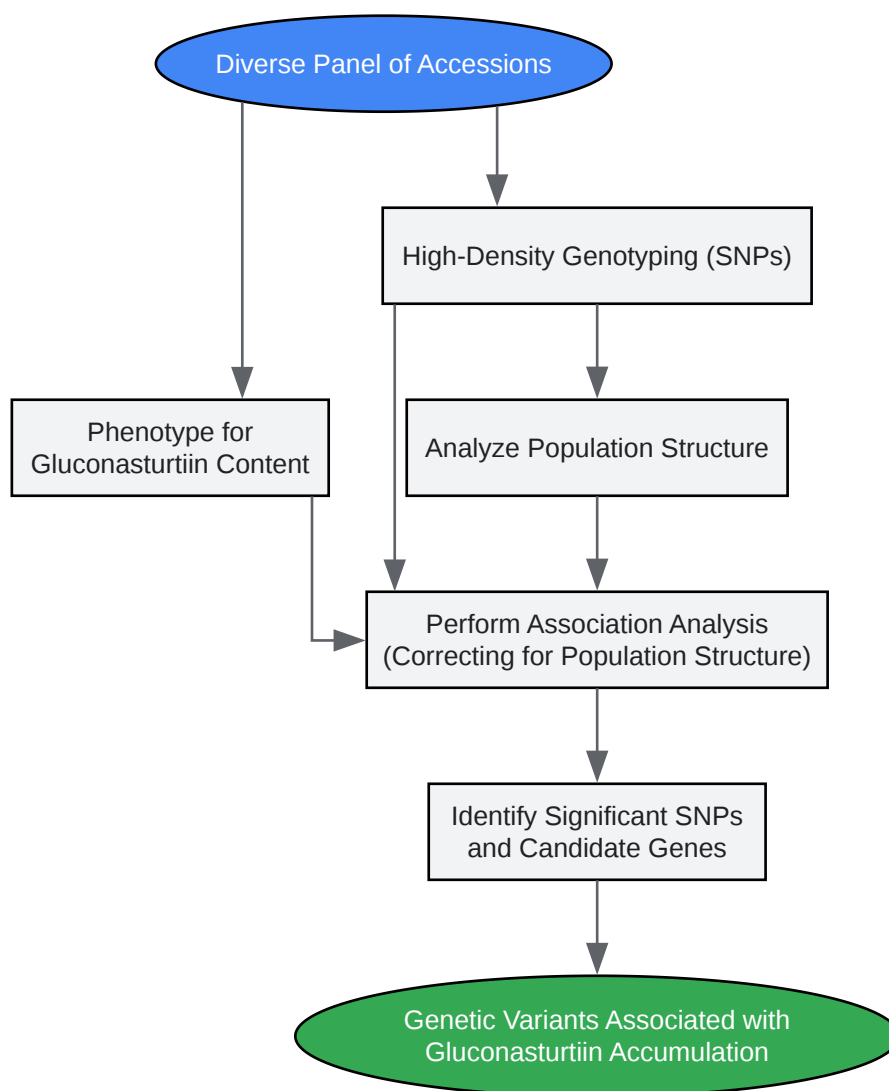 Diverse Panel of Accessions
High-Density Genotyping (SNPs)
Phenotype for
Gluconasturtiin Content
Analyze Population Structure
Perform Association Analysis
(Correcting for Population Structure)
Identify Significant SNPs
and Candidate Genes
Genetic Variants Associated with
Gluconasturtiin Accumulation